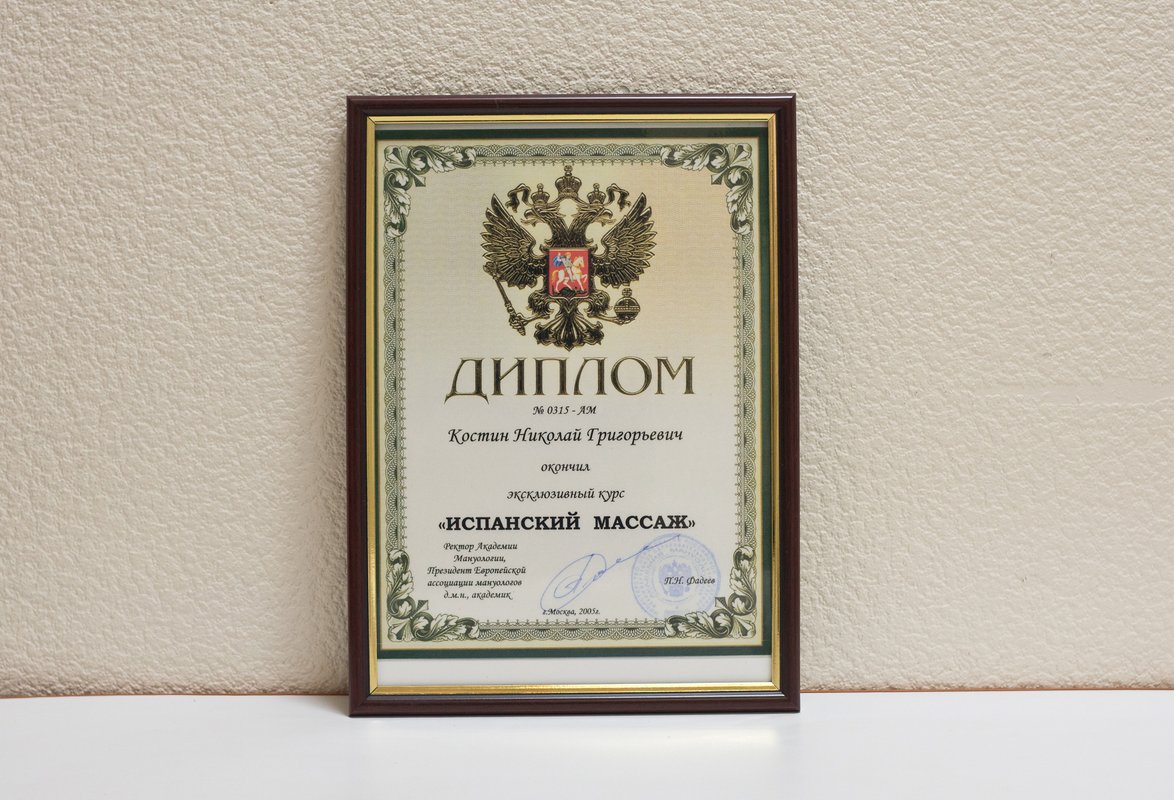 ДИПЛОМ
№ 0315 - АМ
Костин Николай Григорьевич
окончил
эксклюзивный курс
«ИСПАНСКИЙ МАССАЖ»
Ректор Академии
Мануологии,
Президент Европейской
ассоциации мануологов
д.м.н., академик
П.Н. Фадеев
г.Москва, 2005г.